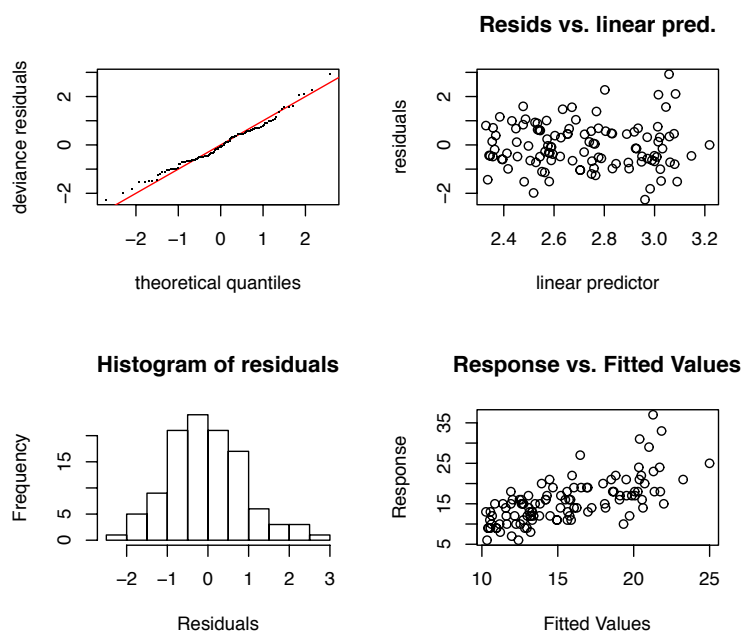 deviance residuals
2
0
−2
−2 −1 0 1 2
theoretical quantiles
Resids vs. linear pred.
residuals
2
0
−2
2.4 2.6 2.8 3.0 3.2
linear predictor
Histogram of residuals
Frequency
15
5
0
−2 −1 0 1 2 3
Residuals
Response vs. Fitted Values
Response
35
25
15
5
10 15 20 25
Fitted Values